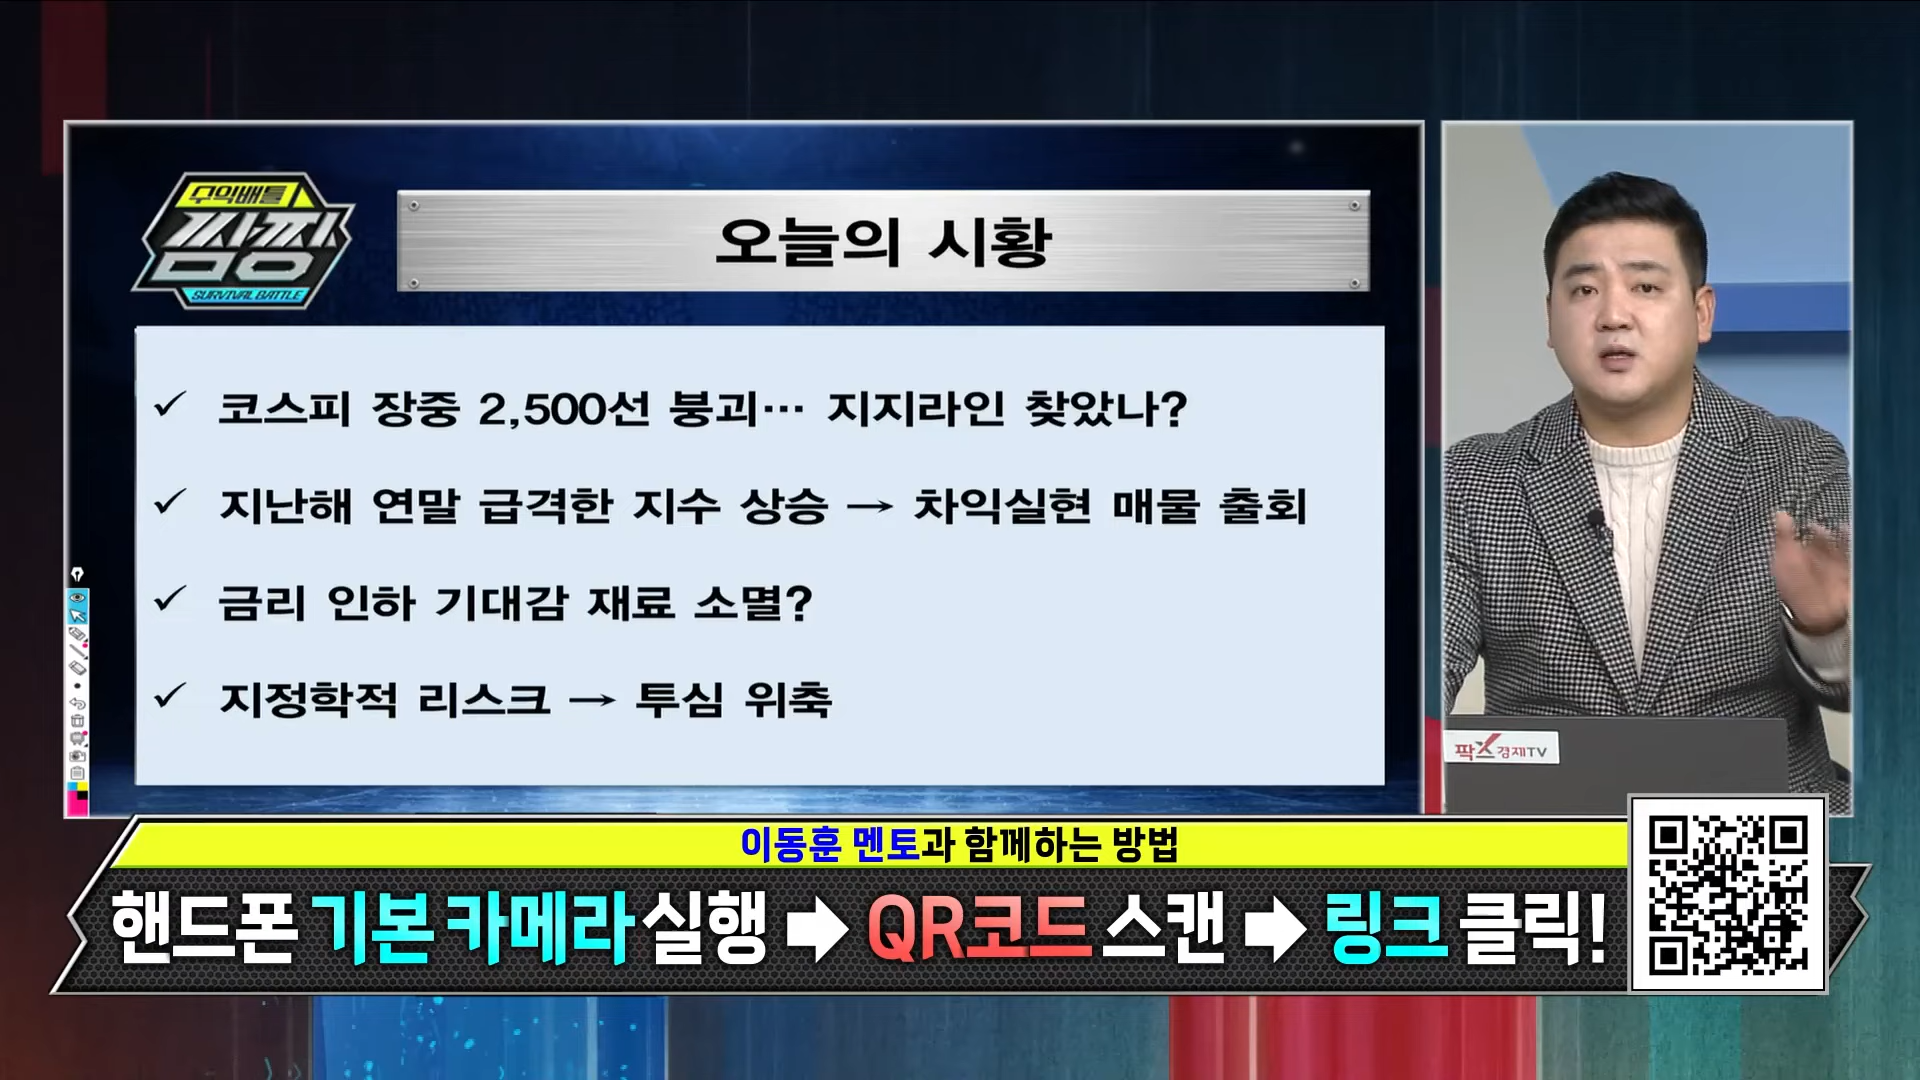 수익배틀
찜찡
SURVIVAL BATTLE
오늘의 시황
✓ 코스피 장중 2,500선 붕괴… 지지라인 찾았나?
✓ 지난해 연말 급격한 지수 상승 → 차익실현 매물 출회
✓ 금리 인하 기대감 재료 소멸?
✓ 지정학적 리스크 → 투심 위축
팍스경제TV
이동훈 멘토과 함께하는 방법
핸드폰 기본 카메라 실행 ➡ QR코드 스캔 ➡ 링크 클릭!